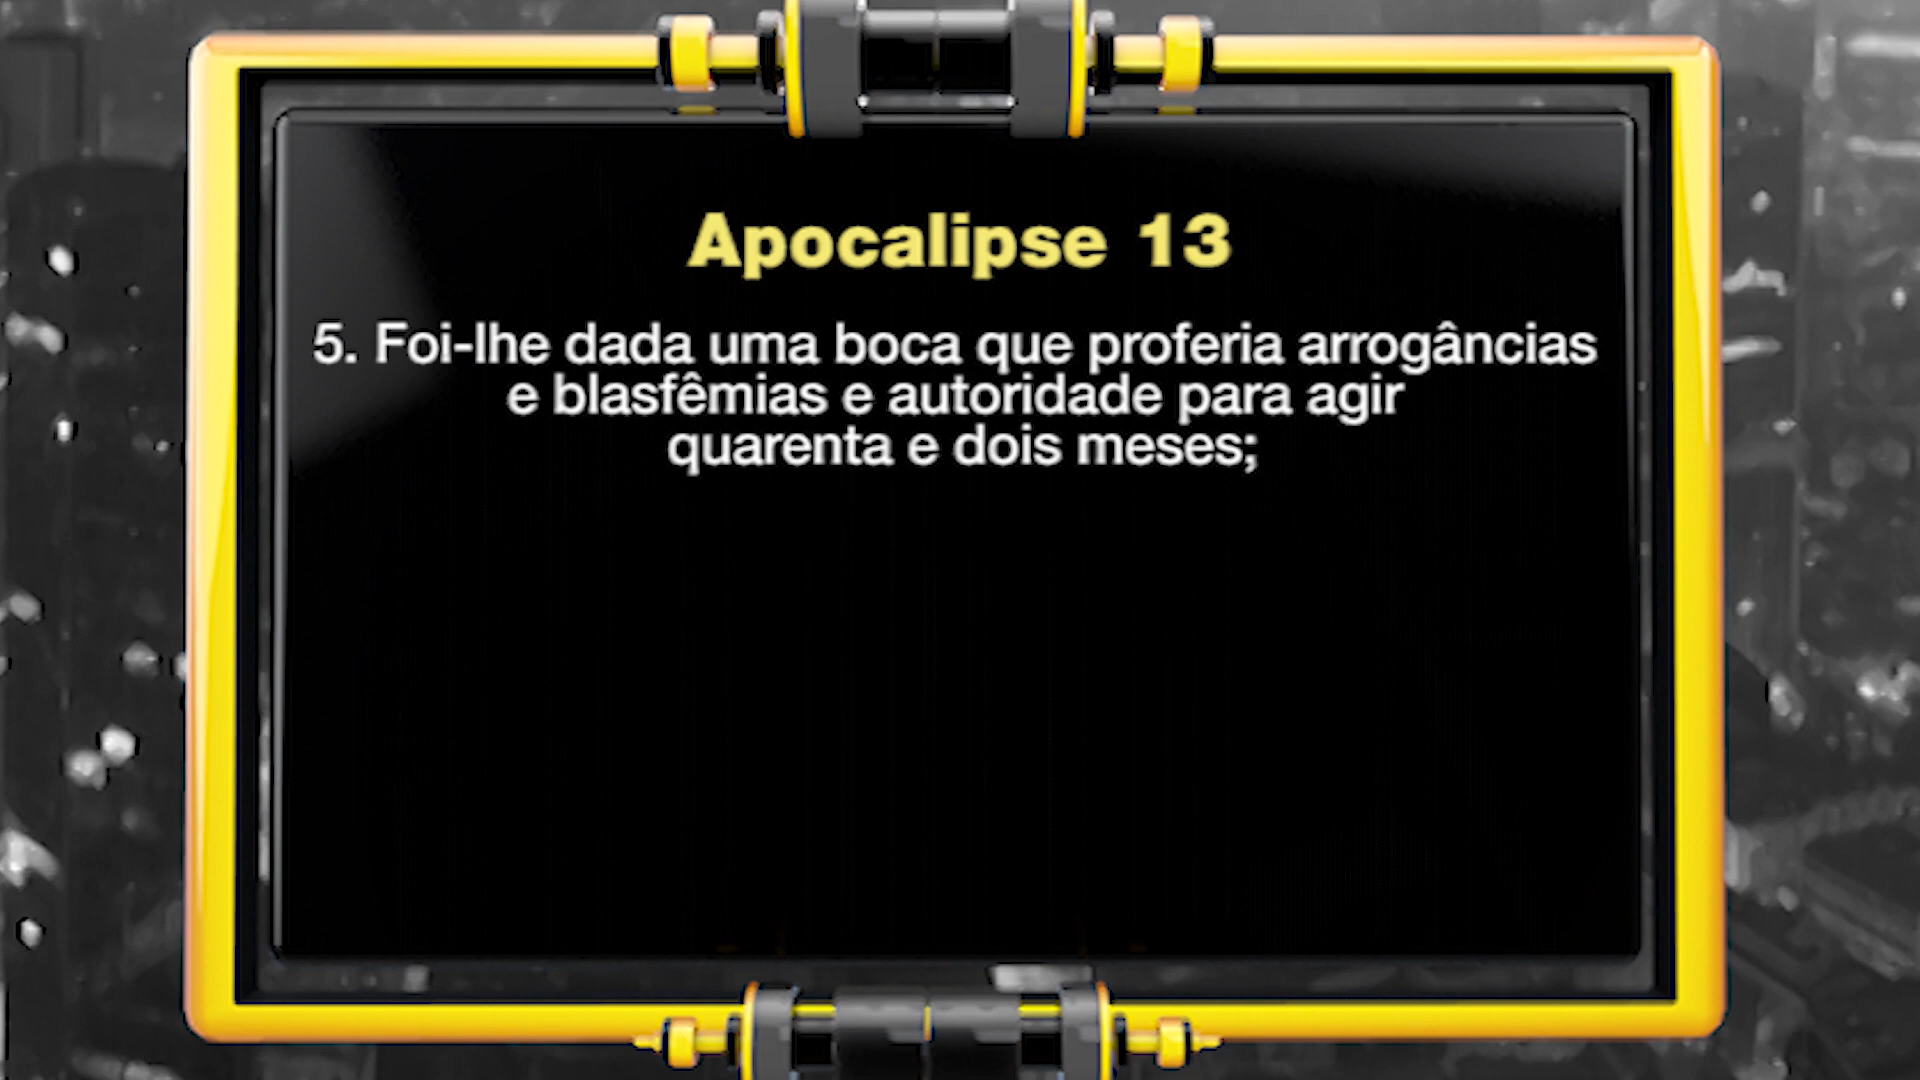 Apocalipse 13
5. Foi-lhe dada uma boca que proferia arrogâncias
e blasfêmias e autoridade para agir
quarenta e dois meses;